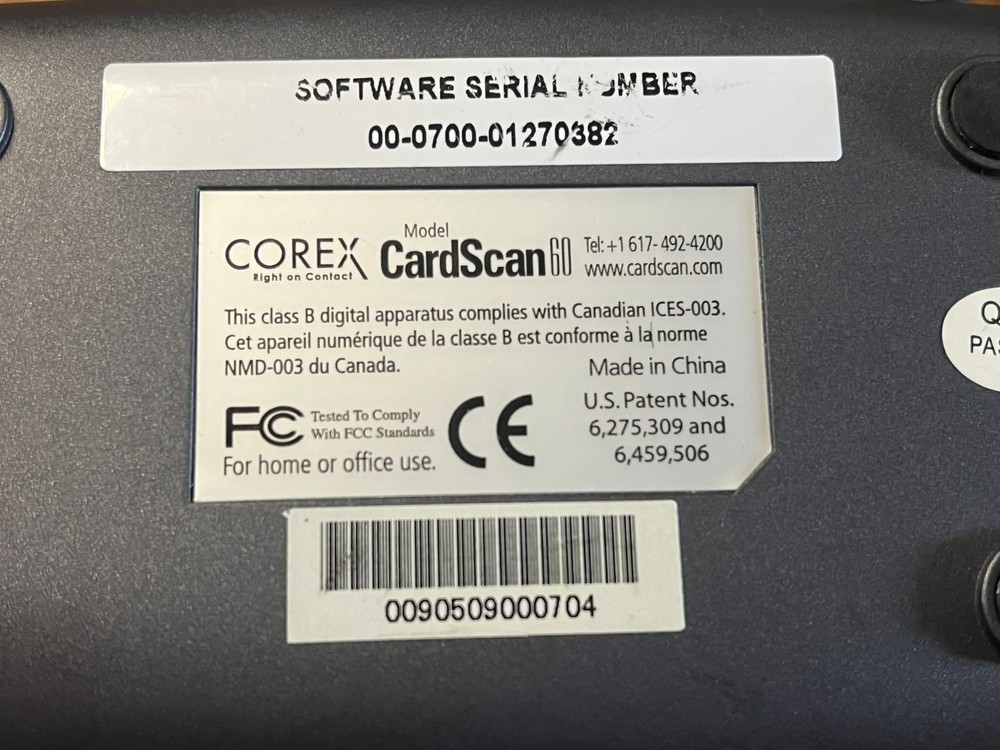 SOFTWARE SERIAL NUMBER
00-0700-01270382
COREX
Right on Contact
Model
CardScan 60
Tel: +1 617- 492-4200
www.cardscan.com
This class B digital apparatus complies with Canadian ICES-003.
Cet apareil numérique de la classe B est conforme à la norme
NMD-003 du Canada.
Made in China
FC Tested To Comply
With FCC Standards
For home or office use.
CE
U.S. Patent Nos.
6,275,309 and
6,459,506
0090509000704